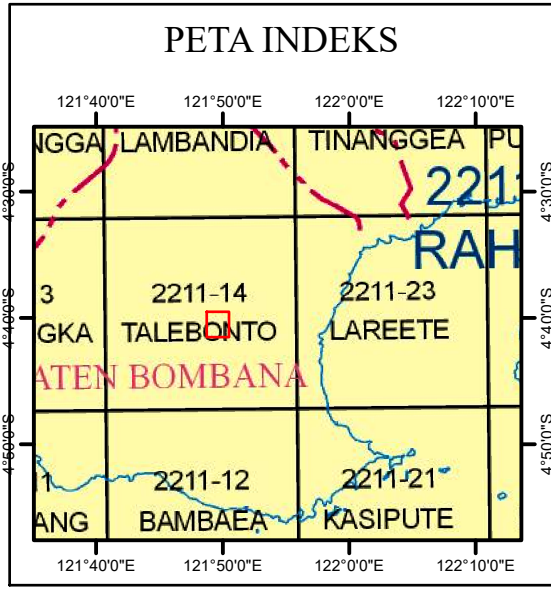 PETA INDEKS
121°40'0"E 121°50'0"E 122°0'0"E 122°10'0"E
NGGA LAMBANDIA TINANGGEA PU
4°30'0"S 2211 4°30'0"S
RAH
3 2211-14 2211-23
4°40'0"S GKA TALEBONTO LAREETE 4°40'0"S
ATEN BOMBANA
4°50'0"S 4°50'0"S
11 2211-12 2211-21
ANG BAMBAEA KASIPUTE
121°40'0"E 121°50'0"E 122°0'0"E 122°10'0"E